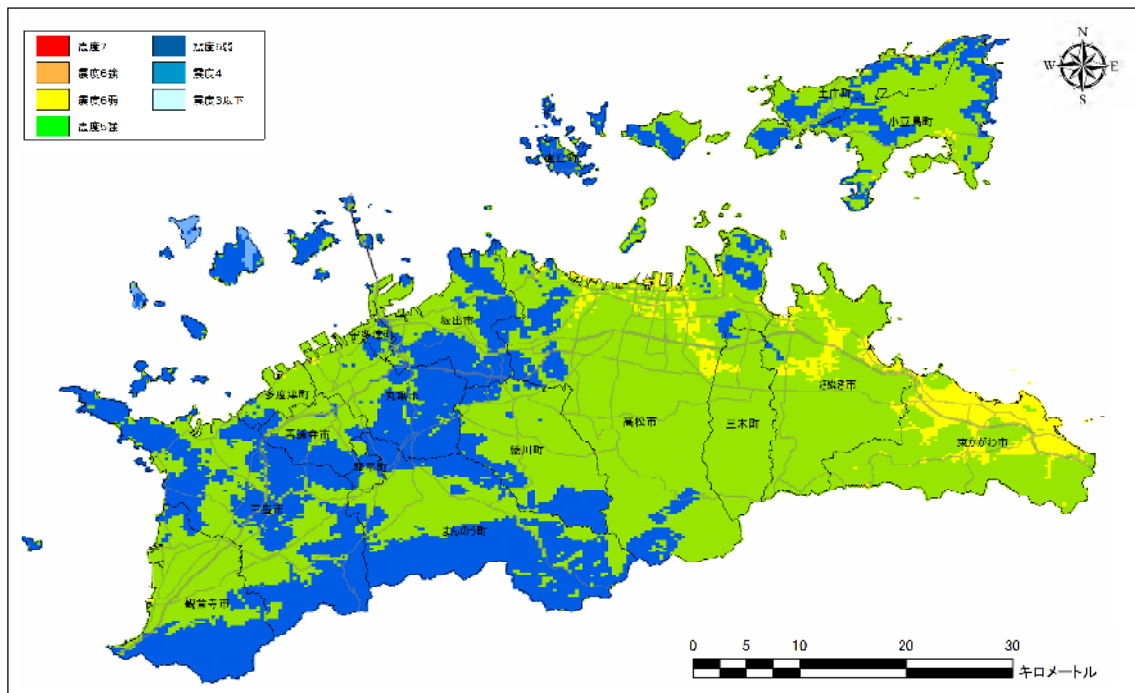 震度7
震度6強
震度6弱
震度5強
震度5弱
震度4
震度3以下
N
W
E
S
土庄町
小豆島町
直島町
坂出市
宇多津町
丸亀市
多度津町
善通寺市
琴平町
綾川町
高松市
三木町
さぬき市
東かがわ市
三豊市
まんのう町
観音寺市
0
5
10
20
30
キロメートル